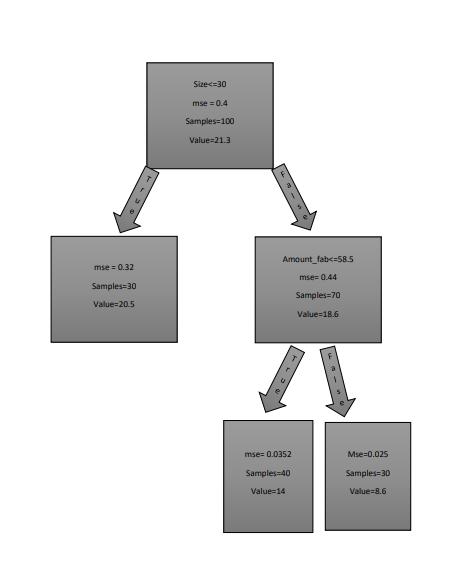 Size<=30
mse = 0.4
Samples=100
Value=21.3
True
False
mse = 0.32
Samples=30
Value=20.5
Amount_fab<=58.5
mse= 0.44
Samples=70
Value=18.6
True
False
mse= 0.0352
Samples=40
Value=14
Mse=0.025
Samples=30
Value=8.6